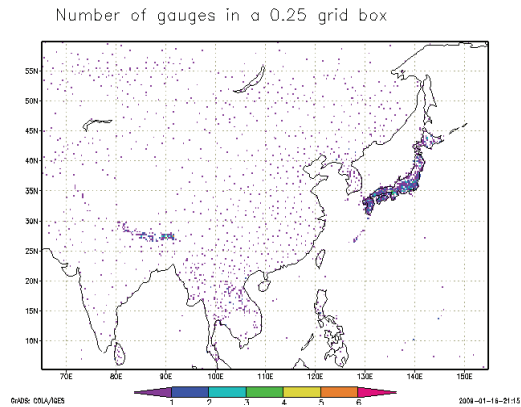 Number of gauges in a 0.25 grid box
55N
50N
45N
40N
35N
30N
25N
20N
15N
10N
70E 80E 90E 100E 110E 120E 130E 140E 150E
1 2 3 4 5 6
GrADS: COLA/IGES
2009-01-15-21:15